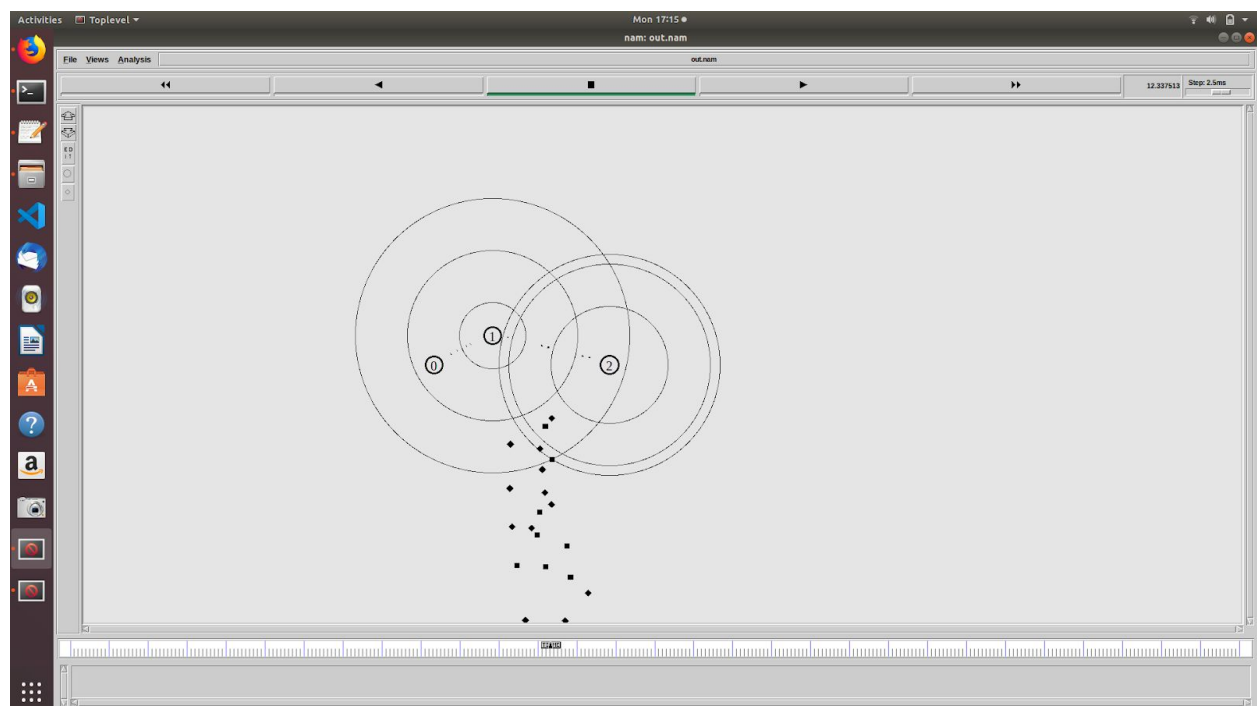 Activities Toplevel Mon 17:15
nam: out.nam
File Views Analysis out.nam
12.337513 Step: 2.5ms
E D
I T
1
0 2